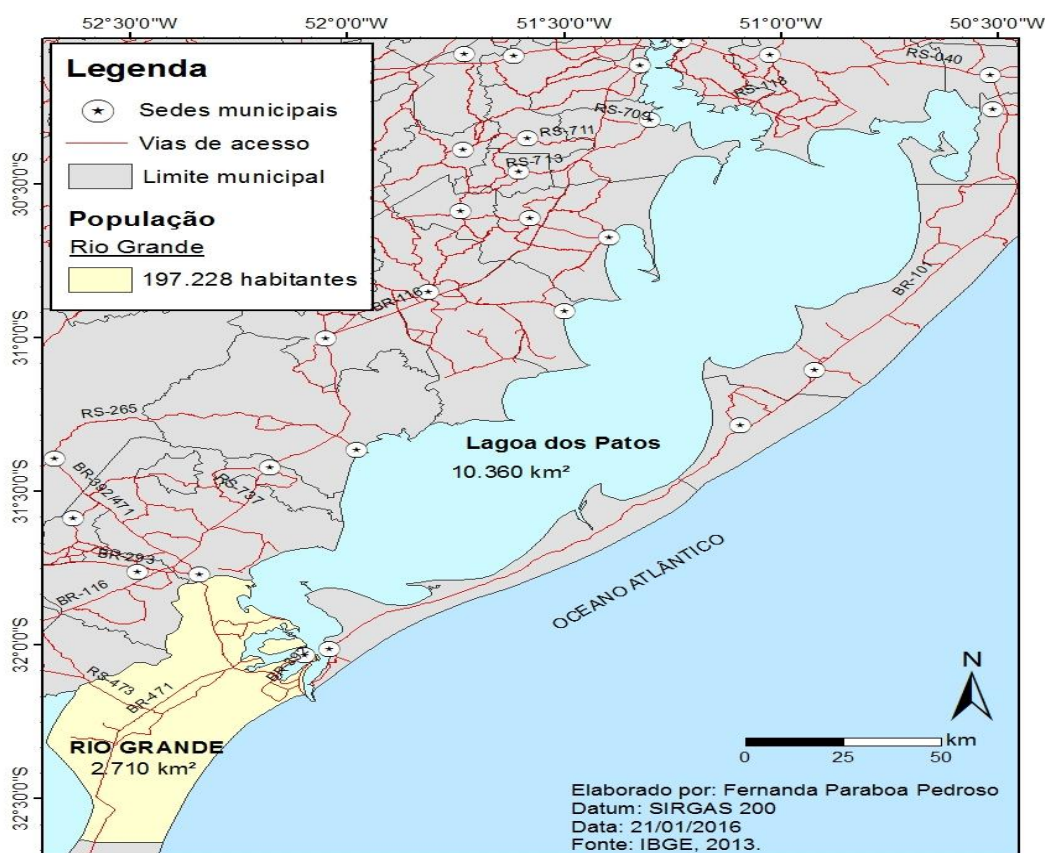 52°30'0"W 52°0'0"W 51°30'0"W 51°0'0"W 50°30'0"W
Legenda
Sedes municipais
Vias de acesso
Limite municipal
População
Rio Grande
197.228 habitantes
RS-040
RS-118
RS-709
RS-711
RS-713
30°30'0"S
BR-101
BR-116
31°0'0"S
RS-265
Lagoa dos Patos
10.360 km²
BR-392/471
RS-737
31°30'0"S
BR-293
OCEANO ATLÂNTICO
BR-116
32°0'0"S
BR-392
RS-473
BR-471
N
RIO GRANDE
2.710 km²
km
0 25 50
32°30'0"S
Elaborado por: Fernanda Paraboa Pedroso
Datum: SIRGAS 200
Data: 21/01/2016
Fonte: IBGE, 2013.